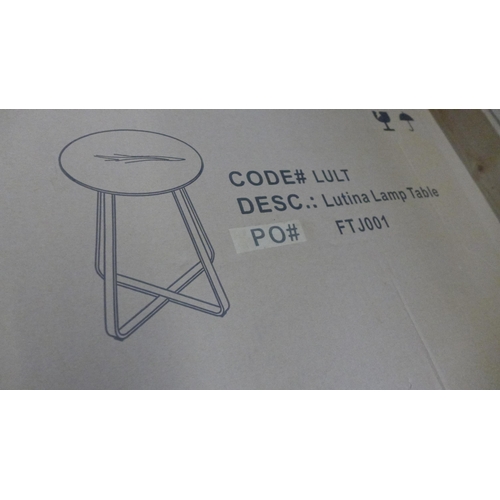 CODE# LULT
DESC.: Lutina Lamp Table
PO# FTJ001